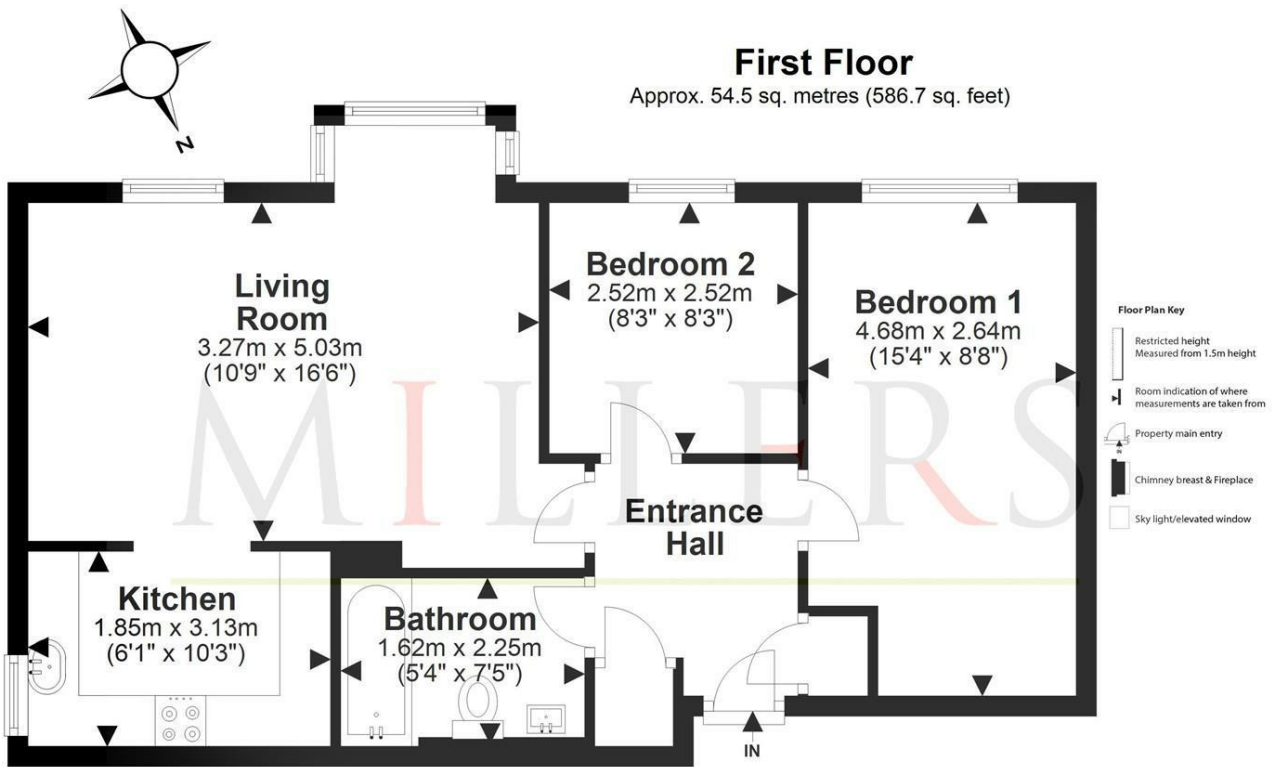 First Floor
Approx. 54.5 sq. metres (586.7 sq. feet)
N
Living
Room
3.27m x 5.03m
(10'9" x 16'6")
Bedroom 2
2.52m x 2.52m
(8'3" x 8'3")
Bedroom 1
4.68m x 2.64m
(15'4" x 8'8")
Floor Plan Key
Restricted height
Measured from 1.5m height
Room indication of where
measurements are taken from
Property main entry
IN
Chimney breast & Fireplace
Sky light/elevated window
MILLERS
Entrance
Hall
Kitchen
1.85m x 3.13m
(6'1" x 10'3")
Bathroom
1.62m x 2.25m
(5'4" x 7'5")
IN